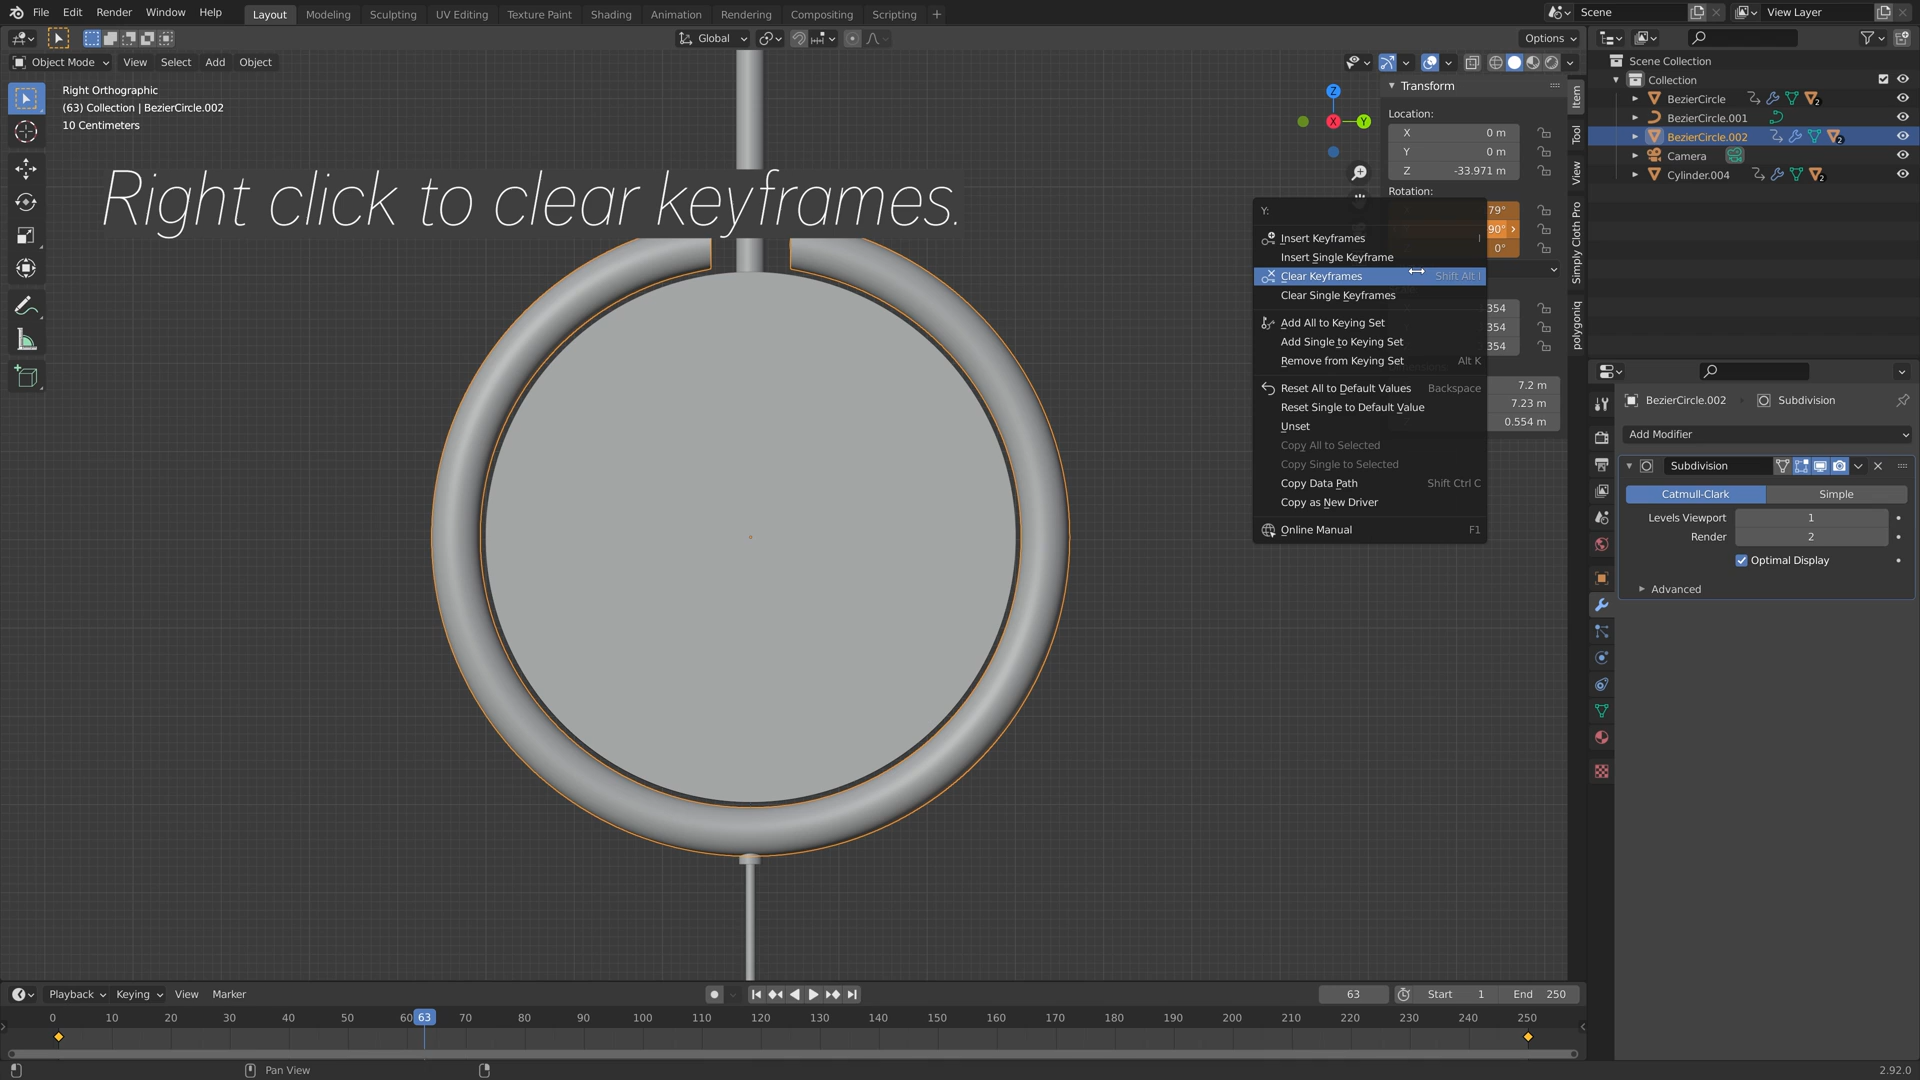 File Edit Render Window Help Layout Modeling Sculpting UV Editing Texture Paint Shading Animation Rendering Compositing Scripting + Scene View Layer
Global Options
Object Mode View Select Add Object
Right Orthographic
(63) Collection | BezierCircle.002
10 Centimeters
Right click to clear keyframes.
Z
X
Y
Transform
Location:
X 0 m
Y 0 m
Z -33.971 m
Rotation:
79°
90°
0°
354
354
354
7.2 m
7.23 m
0.554 m
Item
Tool
View
Simply Cloth Pro
polygoniq
Y:
Insert Keyframes I
Insert Single Keyframe
Clear Keyframes Shift Alt I
Clear Single Keyframes
Add All to Keying Set
Add Single to Keying Set
Remove from Keying Set Alt K
Reset All to Default Values Backspace
Reset Single to Default Value
Unset
Copy All to Selected
Copy Single to Selected
Copy Data Path Shift Ctrl C
Copy as New Driver
Online Manual F1
Scene Collection
Collection
BezierCircle 2
BezierCircle.001
BezierCircle.002 2
Camera
Cylinder.004 2
BezierCircle.002 Subdivision
Add Modifier
Subdivision
Catmull-Clark Simple
Levels Viewport 1
Render 2
Optimal Display
Advanced
Playback Keying View Marker 63 Start 1 End 250
0 10 20 30 40 50 60 63 70 80 90 100 110 120 130 140 150 160 170 180 190 200 210 220 230 240 250
Pan View 2.92.0